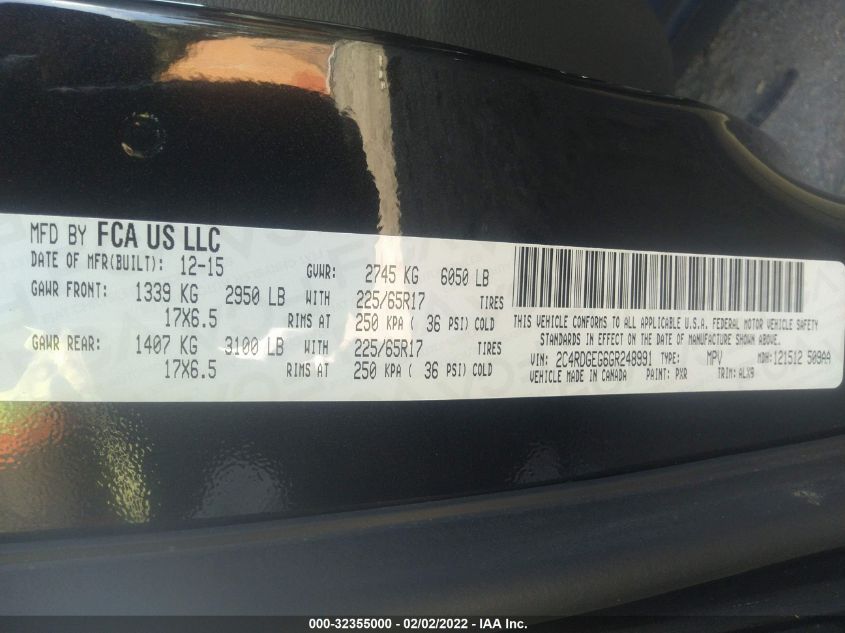 MFD BY FCA US LLC
DATE OF MFR(BUILT): 12-15 GVWR: 2745 KG 6050 LB
GAWR FRONT: 1339 KG 2950 LB WITH 225/65R17 TIRES
17X6.5 RIMS AT 250 KPA ( 36 PSI) COLD
GAWR REAR: 1407 KG 3100 LB WITH 225/65R17 TIRES
17X6.5 RIMS AT 250 KPA ( 36 PSI) COLD
THIS VEHICLE CONFORMS TO ALL APPLICABLE U.S.A. FEDERAL MOTOR VEHICLE SAFETY
STANDARDS IN EFFECT ON THE DATE OF MANUFACTURE SHOWN ABOVE.
VIN: 2C4RDGEG6GR248991 TYPE: MPV MDH: 121512 509AA
VEHICLE MADE IN CANADA PAINT: PXR TRIM: ALX9
000-32355000 - 02/02/2022 - IAA Inc.